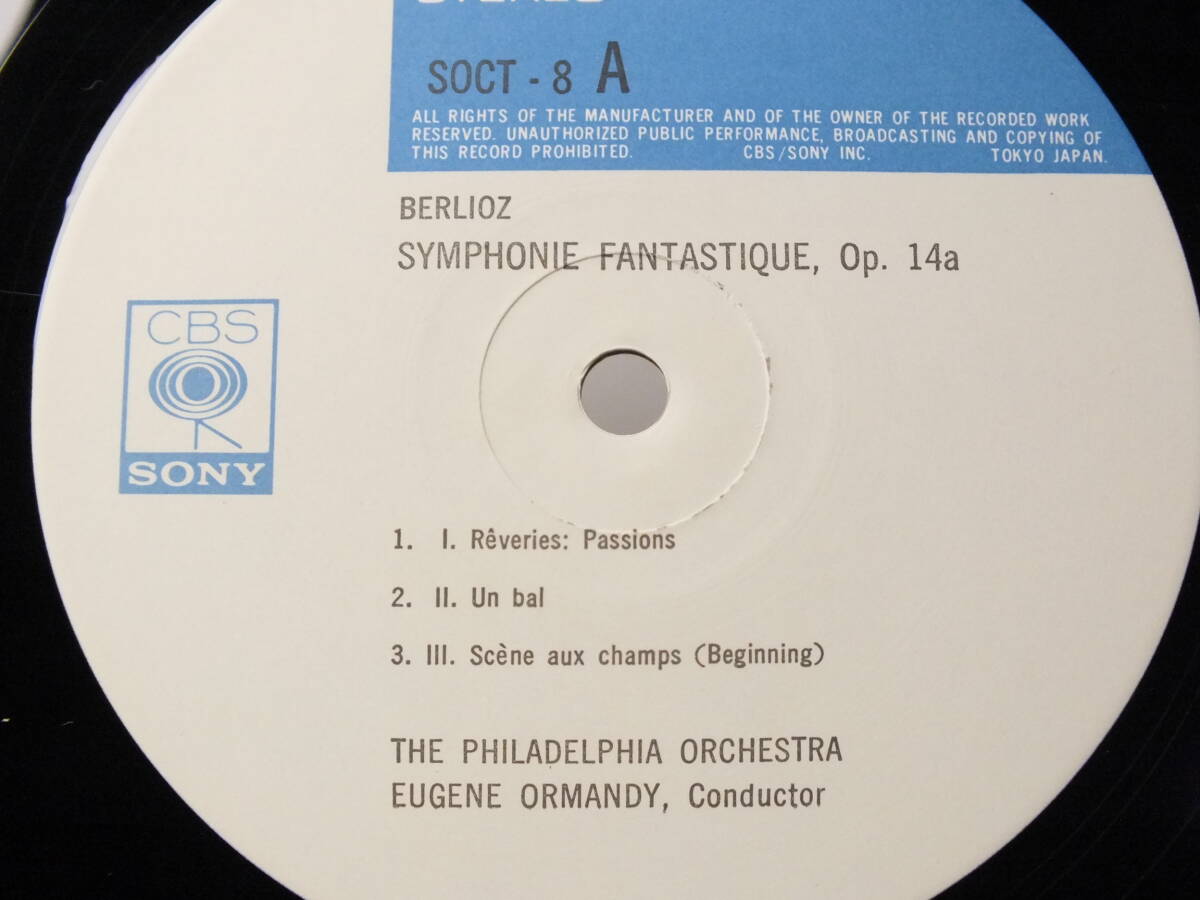 STEREO
SOCT - 8 A
ALL RIGHTS OF THE MANUFACTURER AND OF THE OWNER OF THE RECORDED WORK
RESERVED. UNAUTHORIZED PUBLIC PERFORMANCE, BROADCASTING AND COPYING OF
THIS RECORD PROHIBITED. CBS/SONY INC. TOKYO JAPAN.
BERLIOZ
SYMPHONIE FANTASTIQUE, Op. 14a
CBS
SONY
1. I. Rêveries: Passions
2. II. Un bal
3. III. Scène aux champs (Beginning)
THE PHILADELPHIA ORCHESTRA
EUGENE ORMANDY, Conductor